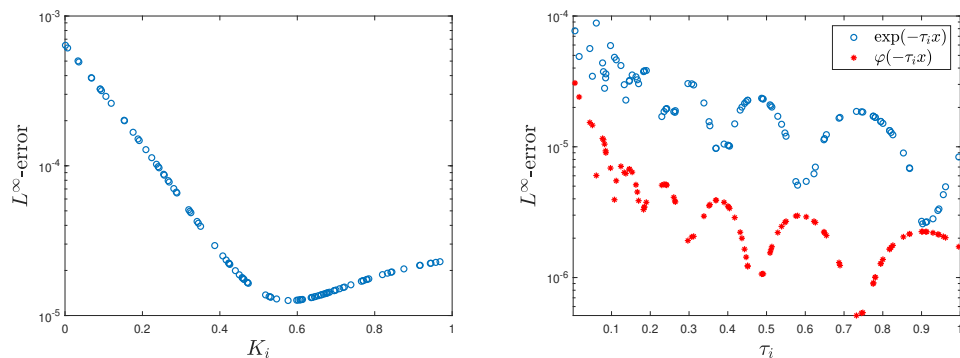 10^-3
10^-4
10^-5
L^∞-error
0 0.2 0.4 0.6 0.8 1
K_i
10^-4
10^-5
10^-6
L^∞-error
0.1 0.2 0.3 0.4 0.5 0.6 0.7 0.8 0.9 1
τ_i
exp(−τ_i x)
φ(−τ_i x)